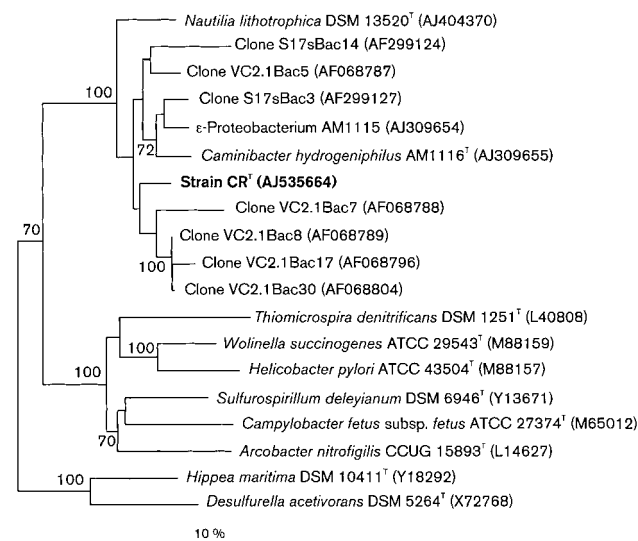 Nautilia lithotrophica DSM 13520ᵀ (AJ404370)
Clone S17sBac14 (AF299124)
100
Clone VC2.1Bac5 (AF068787)
Clone S17sBac3 (AF299127)
ε-Proteobacterium AM1115 (AJ309654)
72
Caminibacter hydrogeniphilus AM1116ᵀ (AJ309655)
Strain CRᵀ (AJ535664)
Clone VC2.1Bac7 (AF068788)
70
Clone VC2.1Bac8 (AF068789)
Clone VC2.1Bac17 (AF068796)
100
Clone VC2.1Bac30 (AF068804)
Thiomicrospira denitrificans DSM 1251ᵀ (L40808)
Wolinella succinogenes ATCC 29543ᵀ (M88159)
100
Helicobacter pylori ATCC 43504ᵀ (M88157)
100
Sulfurospirillum deleyianum DSM 6946ᵀ (Y13671)
Campylobacter fetus subsp. fetus ATCC 27374ᵀ (M65012)
70
Arcobacter nitrofigilis CCUG 15893ᵀ (L14627)
Hippea maritima DSM 10411ᵀ (Y18292)
100
Desulfurella acetivorans DSM 5264ᵀ (X72768)
10 %